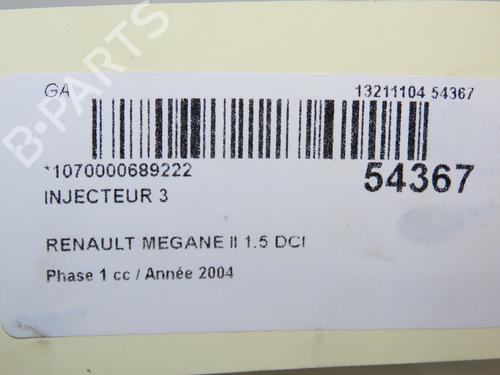 GA
13211104 54367
*1070000689222
54367
INJECTEUR 3
RENAULT MEGANE II 1.5 DCI
Phase 1 cc / Année 2004
B-PARTS